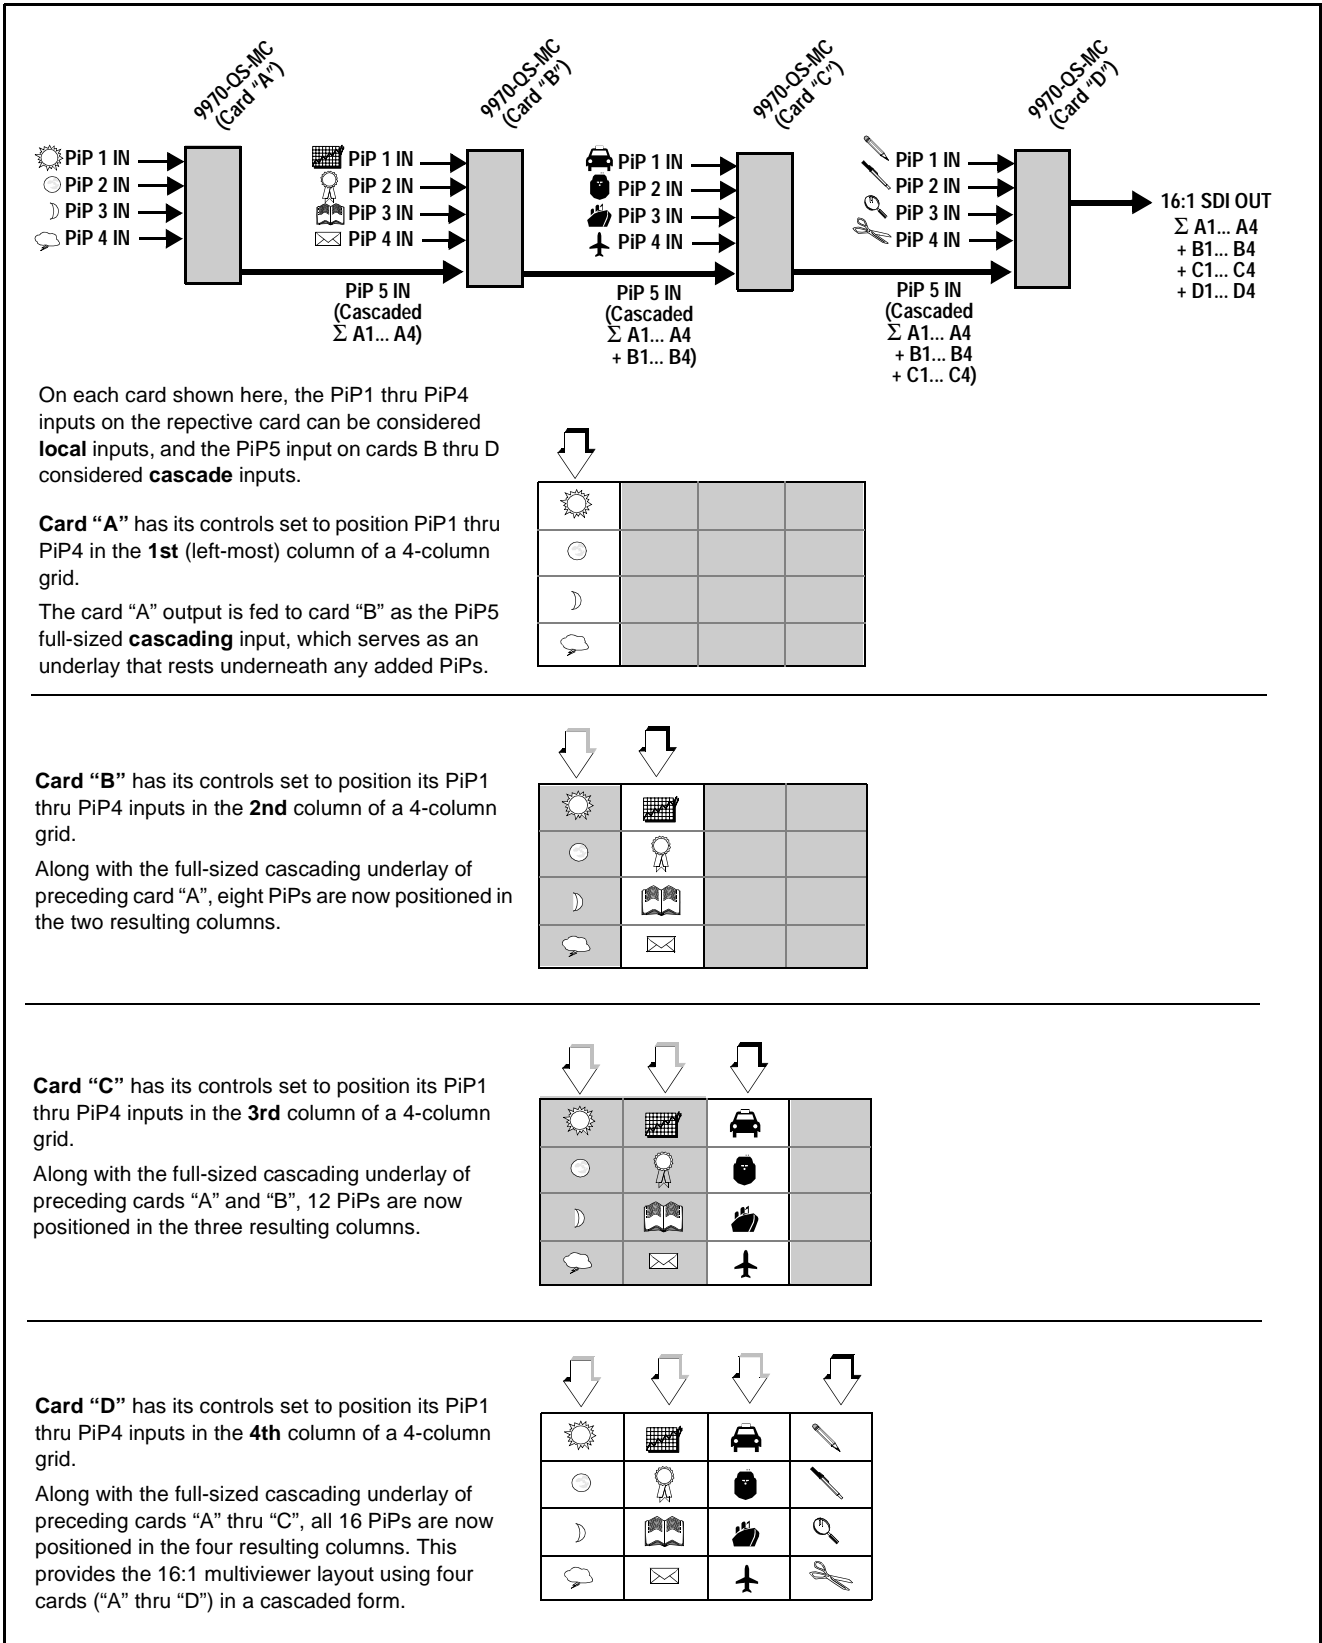 9970-QS-MC
(Card "A")
9970-QS-MC
(Card "B")
9970-QS-MC
(Card "C")
9970-QS-MC
(Card "D")
PiP 1 IN
PiP 2 IN
PiP 3 IN
PiP 4 IN
PiP 1 IN
PiP 2 IN
PiP 3 IN
PiP 4 IN
PiP 1 IN
PiP 2 IN
PiP 3 IN
PiP 4 IN
PiP 1 IN
PiP 2 IN
PiP 3 IN
PiP 4 IN
16:1 SDI OUT
Σ A1... A4
+ B1... B4
+ C1... C4
+ D1... D4
PiP 5 IN
(Cascaded
Σ A1... A4)
PiP 5 IN
(Cascaded
Σ A1... A4
+ B1... B4)
PiP 5 IN
(Cascaded
Σ A1... A4
+ B1... B4
+ C1... C4)
On each card shown here, the PiP1 thru PiP4
inputs on the repective card can be considered
local inputs, and the PiP5 input on cards B thru D
considered cascade inputs.
Card “A” has its controls set to position PiP1 thru
PiP4 in the 1st (left-most) column of a 4-column
grid.
The card “A” output is fed to card “B” as the PiP5
full-sized cascading input, which serves as an
underlay that rests underneath any added PiPs.
Card “B” has its controls set to position its PiP1
thru PiP4 inputs in the 2nd column of a 4-column
grid.
Along with the full-sized cascading underlay of
preceding card “A”, eight PiPs are now positioned in
the two resulting columns.
Card “C” has its controls set to position its PiP1
thru PiP4 inputs in the 3rd column of a 4-column
grid.
Along with the full-sized cascading underlay of
preceding cards “A” and “B”, 12 PiPs are now
positioned in the three resulting columns.
Card “D” has its controls set to position its PiP1
thru PiP4 inputs in the 4th column of a 4-column
grid.
Along with the full-sized cascading underlay of
preceding cards “A” thru “C”, all 16 PiPs are now
positioned in the four resulting columns. This
provides the 16:1 multiviewer layout using four
cards (“A” thru “D”) in a cascaded form.